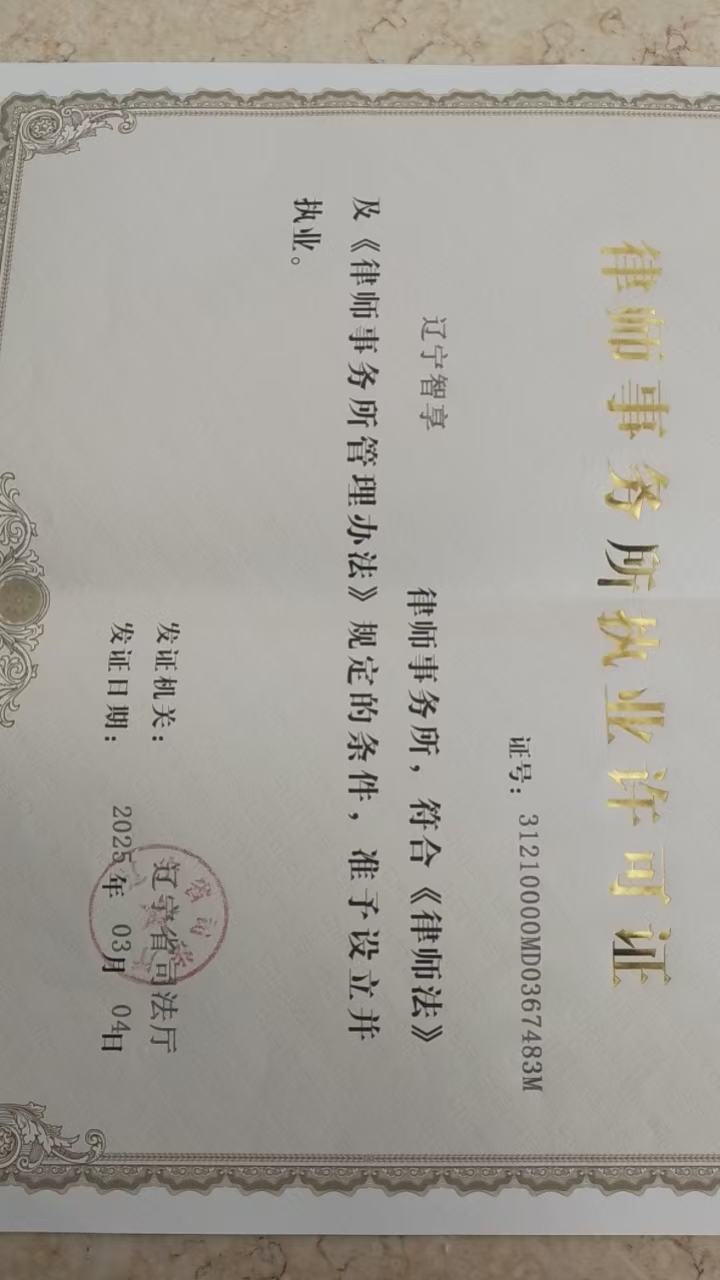 律师事务所执业许可证
证号：31210000MD0367483M
辽宁智享 律师事务所，符合《律师法》
及《律师事务所管理办法》规定的条件，准予设立并
执业。
发证机关：辽宁省司法厅
发证日期：2025年03月04日